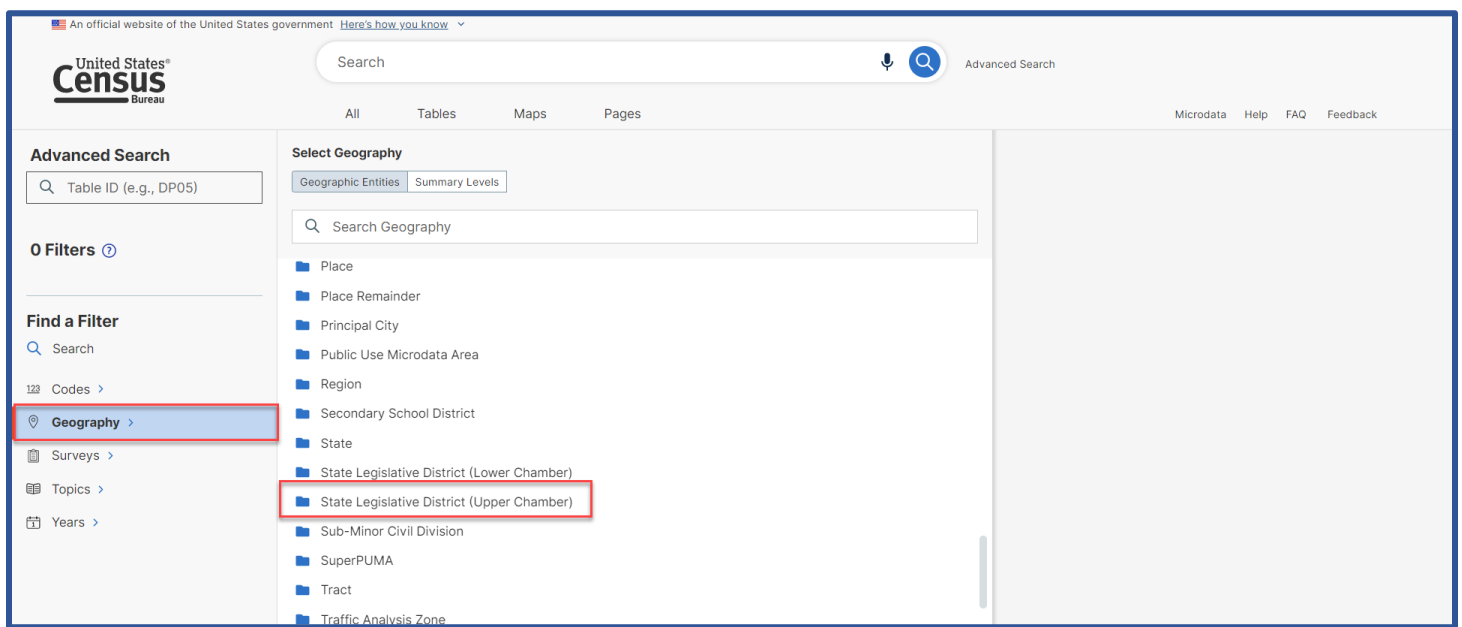 An official website of the United States government Here's how you know
United States®
Census
Bureau
Search
Advanced Search
All Tables Maps Pages
Microdata Help FAQ Feedback
Advanced Search
Table ID (e.g., DP05)
0 Filters ?
Find a Filter
Search
123 Codes >
Geography >
Surveys >
Topics >
1 Years >
Select Geography
Geographic Entities Summary Levels
Search Geography
Place
Place Remainder
Principal City
Public Use Microdata Area
Region
Secondary School District
State
State Legislative District (Lower Chamber)
State Legislative District (Upper Chamber)
Sub-Minor Civil Division
SuperPUMA
Tract
Traffic Analysis Zone